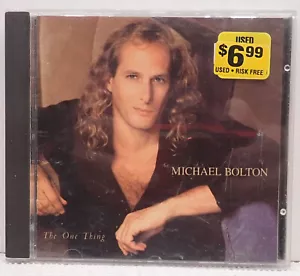 USED
$6.99
USED • RISK FREE!
MICHAEL BOLTON
The One Thing